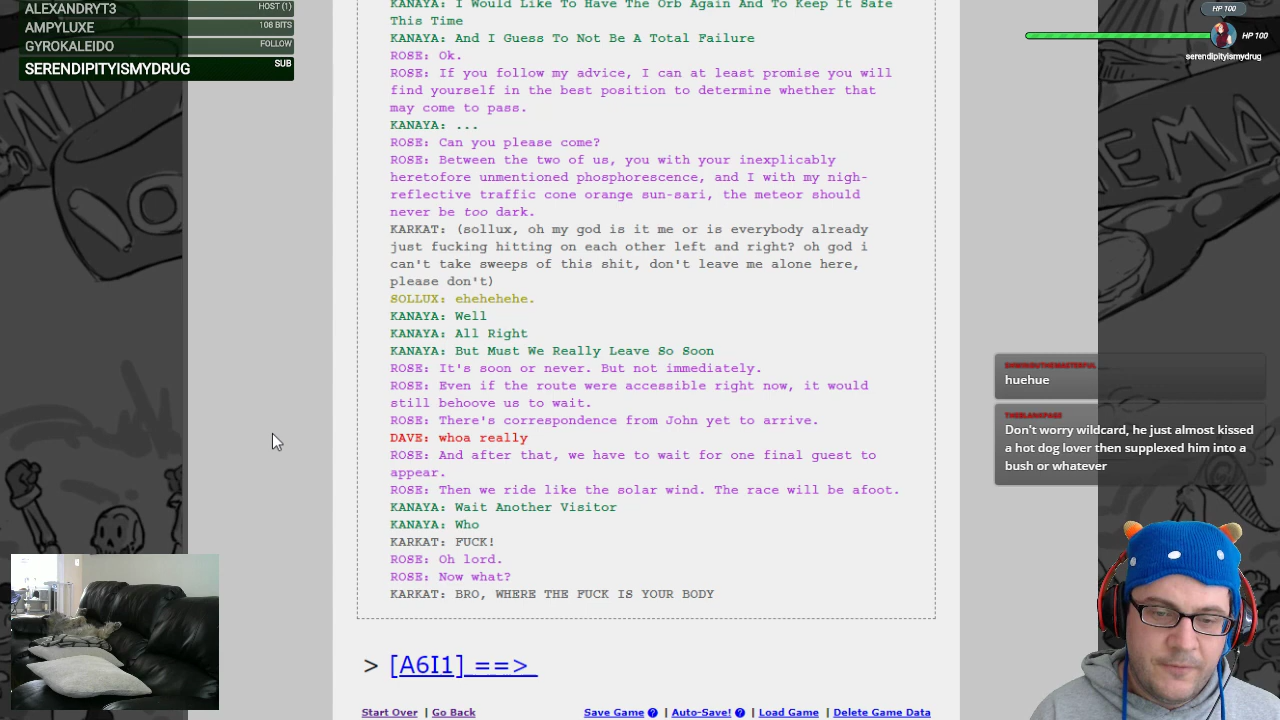 ALEXANDRYT3
HOST (1)
AMPYLUXE
108 BITS
GYROKALEIDO
FOLLOW
SERENDIPITYISMYDRUG
SUB
KANAYA: I Would Like To Have The Orb Again And To Keep It Safe
This Time
KANAYA: And I Guess To Not Be A Total Failure
ROSE: Ok.
ROSE: If you follow my advice, I can at least promise you will
find yourself in the best position to determine whether that
may come to pass.
KANAYA: ...
ROSE: Can you please come?
ROSE: Between the two of us, you with your inexplicably
heretofore unmentioned phosphorescence, and I with my nigh-
reflective traffic cone orange sun-sari, the meteor should
never be too dark.
KARKAT: (sollux, oh my god is it me or is everybody already
just fucking hitting on each other left and right? oh god i
can't take sweeps of this shit, don't leave me alone here,
please don't)
SOLLUX: ehehehehe.
KANAYA: Well
KANAYA: All Right
KANAYA: But Must We Really Leave So Soon
ROSE: It's soon or never. But not immediately.
ROSE: Even if the route were accessible right now, it would
still behoove us to wait.
ROSE: There's correspondence from John yet to arrive.
DAVE: whoa really
ROSE: And after that, we have to wait for one final guest to
appear.
ROSE: Then we ride like the solar wind. The race will be afoot.
KANAYA: Wait Another Visitor
KANAYA: Who
KARKAT: FUCK!
ROSE: Oh lord.
ROSE: Now what?
KARKAT: BRO, WHERE THE FUCK IS YOUR BODY
> [A6I1] ==>
Start Over | Go Back
Save Game ? | Auto-Save! ? | Load Game | Delete Game Data
HP 100
HP 100
serendipityismydrug
huehue
THEBLANKPAGE
Don't worry wildcard, he just almost kissed
a hot dog lover then supplexed him into a
bush or whatever